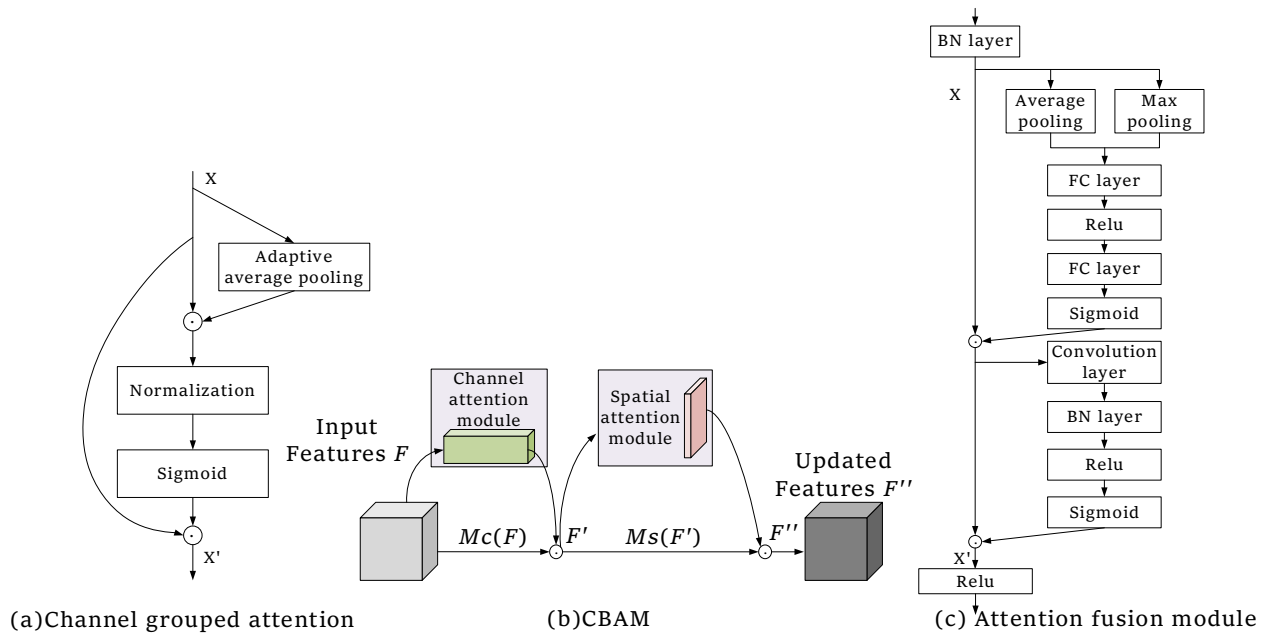 X
Adaptive
average pooling
Normalization
Sigmoid
X'
(a)Channel grouped attention
Input
Features F
Channel
attention
module
Mc(F)
F'
Spatial
attention
module
Ms(F')
F''
Updated
Features F''
(b)CBAM
BN layer
X
Average
pooling
Max
pooling
FC layer
Relu
FC layer
Sigmoid
Convolution
layer
BN layer
Relu
Sigmoid
X'
Relu
(c) Attention fusion module